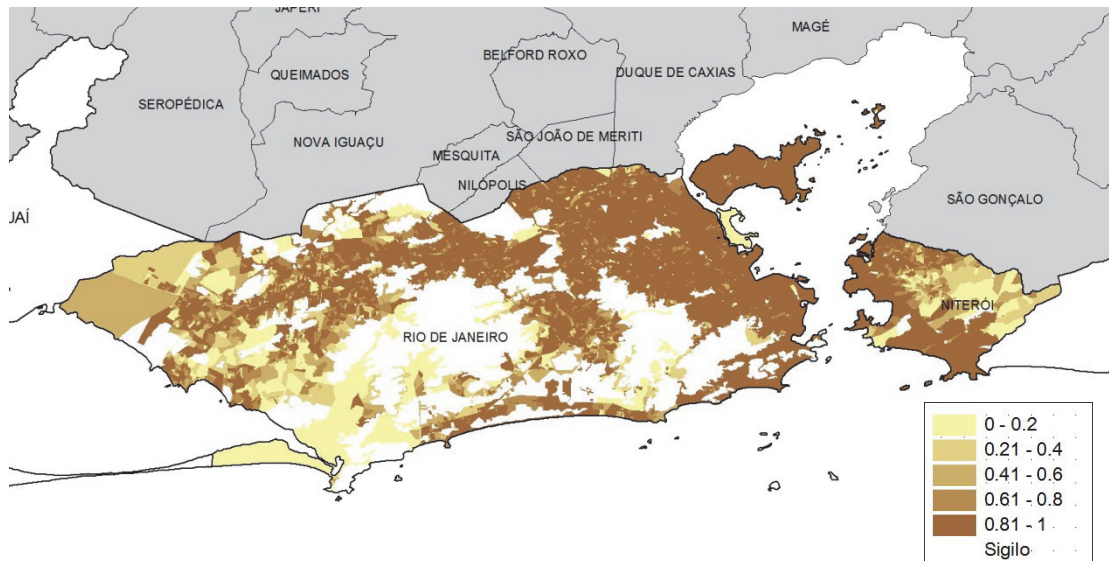 JAPERI
MAGÉ
BELFORD ROXO
QUEIMADOS
DUQUE DE CAXIAS
SEROPÉDICA
SÃO JOÃO DE MERITI
NOVA IGUAÇU
MESQUITA
NILÓPOLIS
SÃO GONÇALO
UAÍ
NITERÓI
RIO DE JANEIRO
0 - 0.2
0.21 - 0.4
0.41 - 0.6
0.61 - 0.8
0.81 - 1
Sigilo